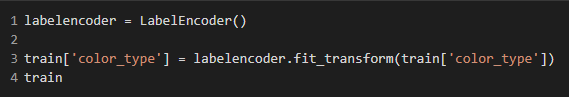 1 labelencoder = LabelEncoder()
2
3 train['color_type'] = labelencoder.fit_transform(train['color_type'])
4 train